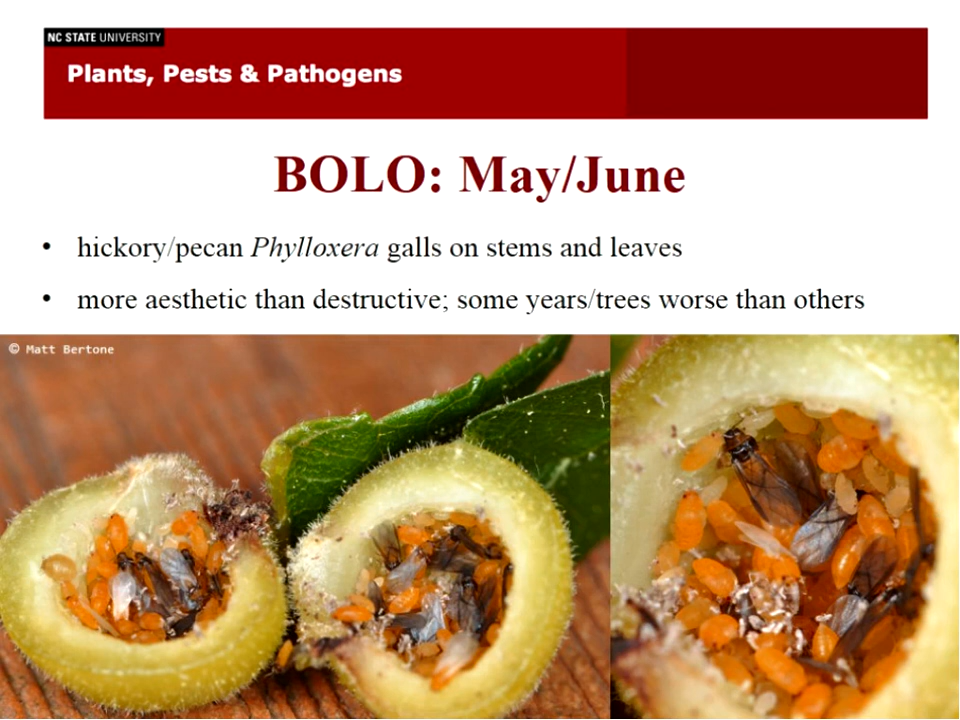 NC STATE UNIVERSITY
Plants, Pests & Pathogens
BOLO: May/June
• hickory/pecan Phylloxera galls on stems and leaves
• more aesthetic than destructive; some years/trees worse than others
© Matt Bertone